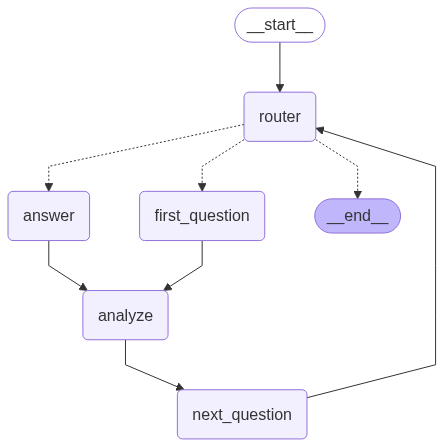 __start__
router
answer
first_question
__end__
analyze
next_question